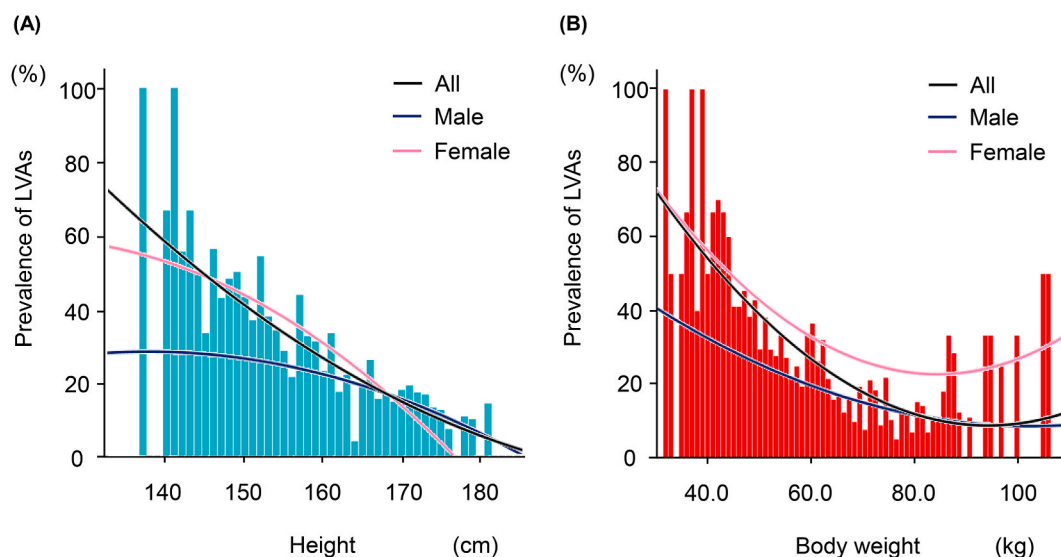 (A)
(%)
Prevalence of LVAs
100
80
60
40
20
0
All
Male
Female
140 150 160 170 180
Height (cm)
(B)
(%)
Prevalence of LVAs
100
80
60
40
20
0
All
Male
Female
40.0 60.0 80.0 100
Body weight (kg)